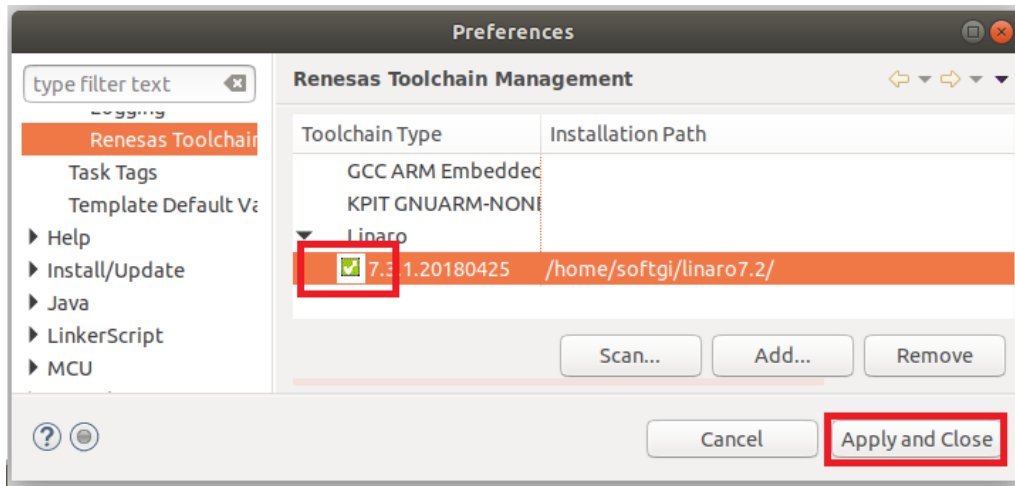 Preferences
type filter text
Renesas Toolchain Management
Logging
Renesas Toolchain
Task Tags
Template Default Va
Help
Install/Update
Java
LinkerScript
MCU
Toolchain Type Installation Path
GCC ARM Embedded
KPIT GNUARM-NON
Linaro
7.3.1.20180425 /home/softgi/linaro7.2/
Scan... Add... Remove
Cancel Apply and Close